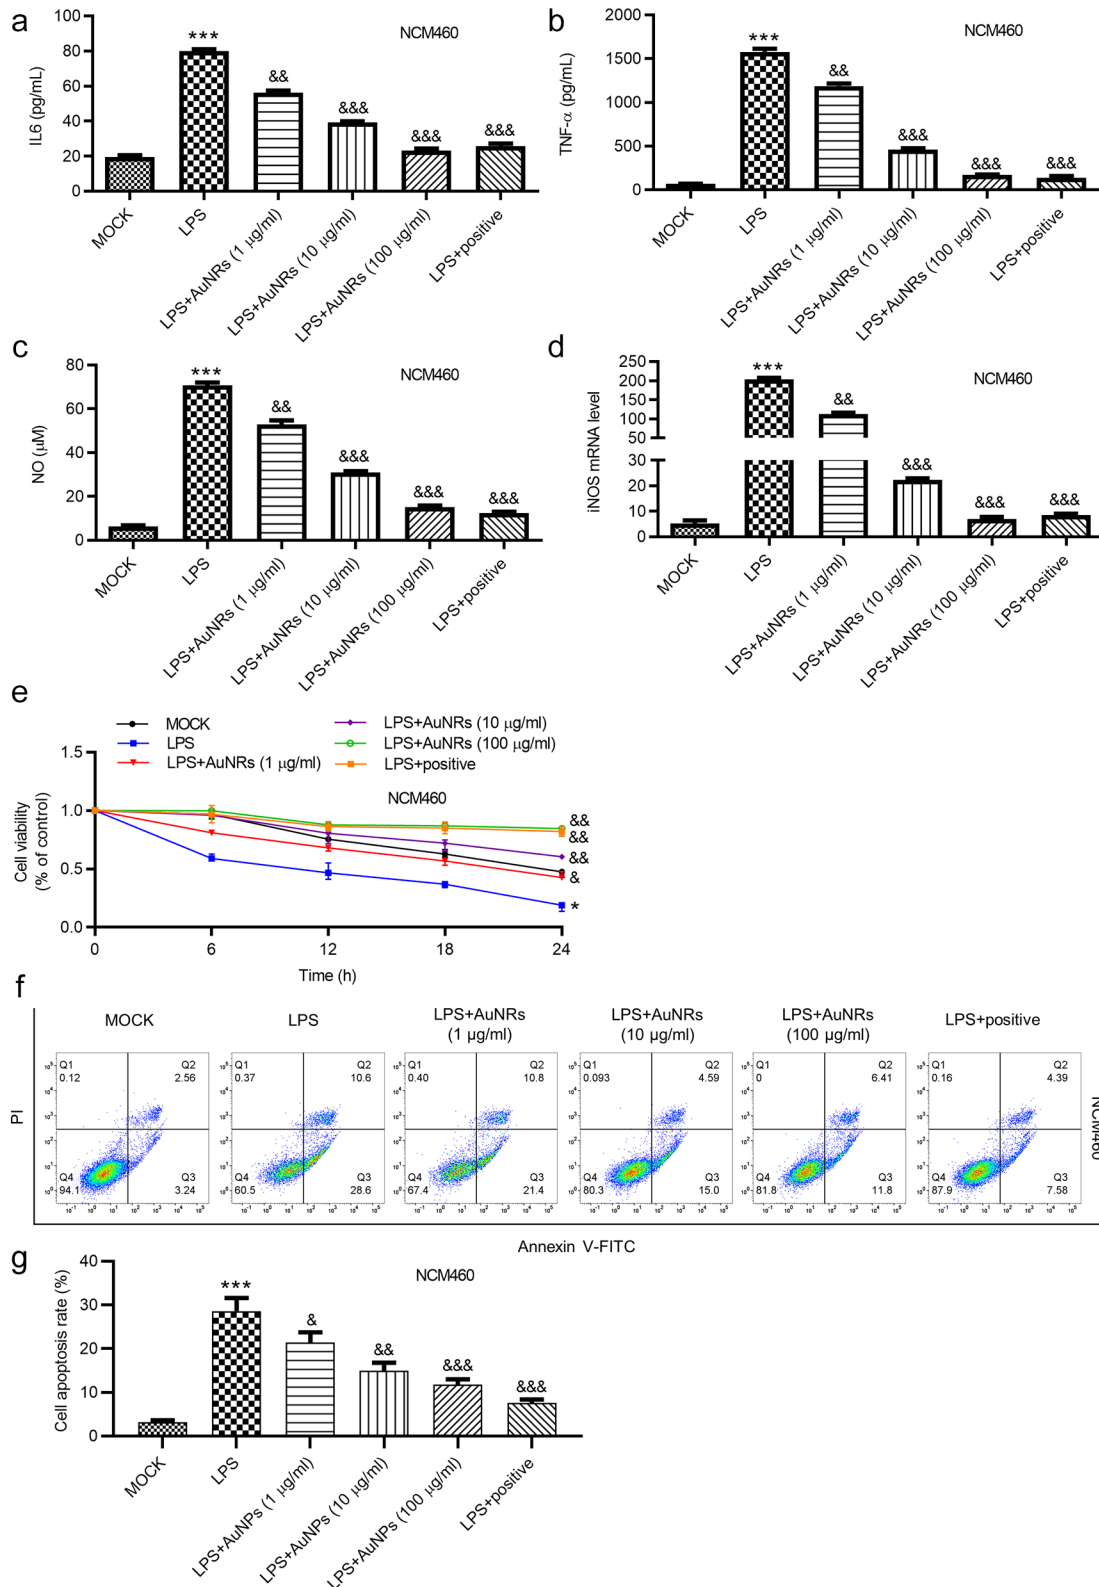 a
NCM460
***
&&
&&&
&&&
&&&
IL6 (pg/mL)
100
80
60
40
20
0
MOCK
LPS
LPS+AuNRs (1 μg/ml)
LPS+AuNRs (10 μg/ml)
LPS+AuNRs (100 μg/ml)
LPS+positive
b
NCM460
***
&&
&&&
&&&
&&&
TNF-α (pg/mL)
2000
1500
1000
500
0
MOCK
LPS
LPS+AuNRs (1 μg/ml)
LPS+AuNRs (10 μg/ml)
LPS+AuNRs (100 μg/ml)
LPS+positive
c
NCM460
***
&&
&&&
&&&
&&&
NO (μM)
80
60
40
20
0
MOCK
LPS
LPS+AuNRs (1 μg/ml)
LPS+AuNRs (10 μg/ml)
LPS+AuNRs (100 μg/ml)
LPS+positive
d
NCM460
***
&&
&&&
&&&
&&&
iNOS mRNA level
250
200
150
100
50
30
20
10
0
MOCK
LPS
LPS+AuNRs (1 μg/ml)
LPS+AuNRs (10 μg/ml)
LPS+AuNRs (100 μg/ml)
LPS+positive
e
MOCK
LPS
LPS+AuNRs (1 μg/ml)
LPS+AuNRs (10 μg/ml)
LPS+AuNRs (100 μg/ml)
LPS+positive
NCM460
Cell viability
(% of control)
1.5
1.0
0.5
0.0
&&
&&
&&
&
*
0 6 12 18 24
Time (h)
f
MOCK
LPS
LPS+AuNRs
(1 μg/ml)
LPS+AuNRs
(10 μg/ml)
LPS+AuNRs
(100 μg/ml)
LPS+positive
PI
NCM460
Q1
0.12
Q2
2.56
Q4
94.1
Q3
3.24
Q1
0.37
Q2
10.6
Q4
60.5
Q3
28.6
Q1
0.40
Q2
10.8
Q4
67.4
Q3
21.4
Q1
0.093
Q2
4.59
Q4
80.3
Q3
15.0
Q1
0
Q2
6.41
Q4
81.8
Q3
11.8
Q1
0.16
Q2
4.39
Q4
87.9
Q3
7.58
Annexin V-FITC
g
NCM460
***
&
&&
&&&
&&&
Cell apoptosis rate (%)
40
30
20
10
0
MOCK
LPS
LPS+AuNPs (1 μg/ml)
LPS+AuNPs (10 μg/ml)
LPS+AuNPs (100 μg/ml)
LPS+positive